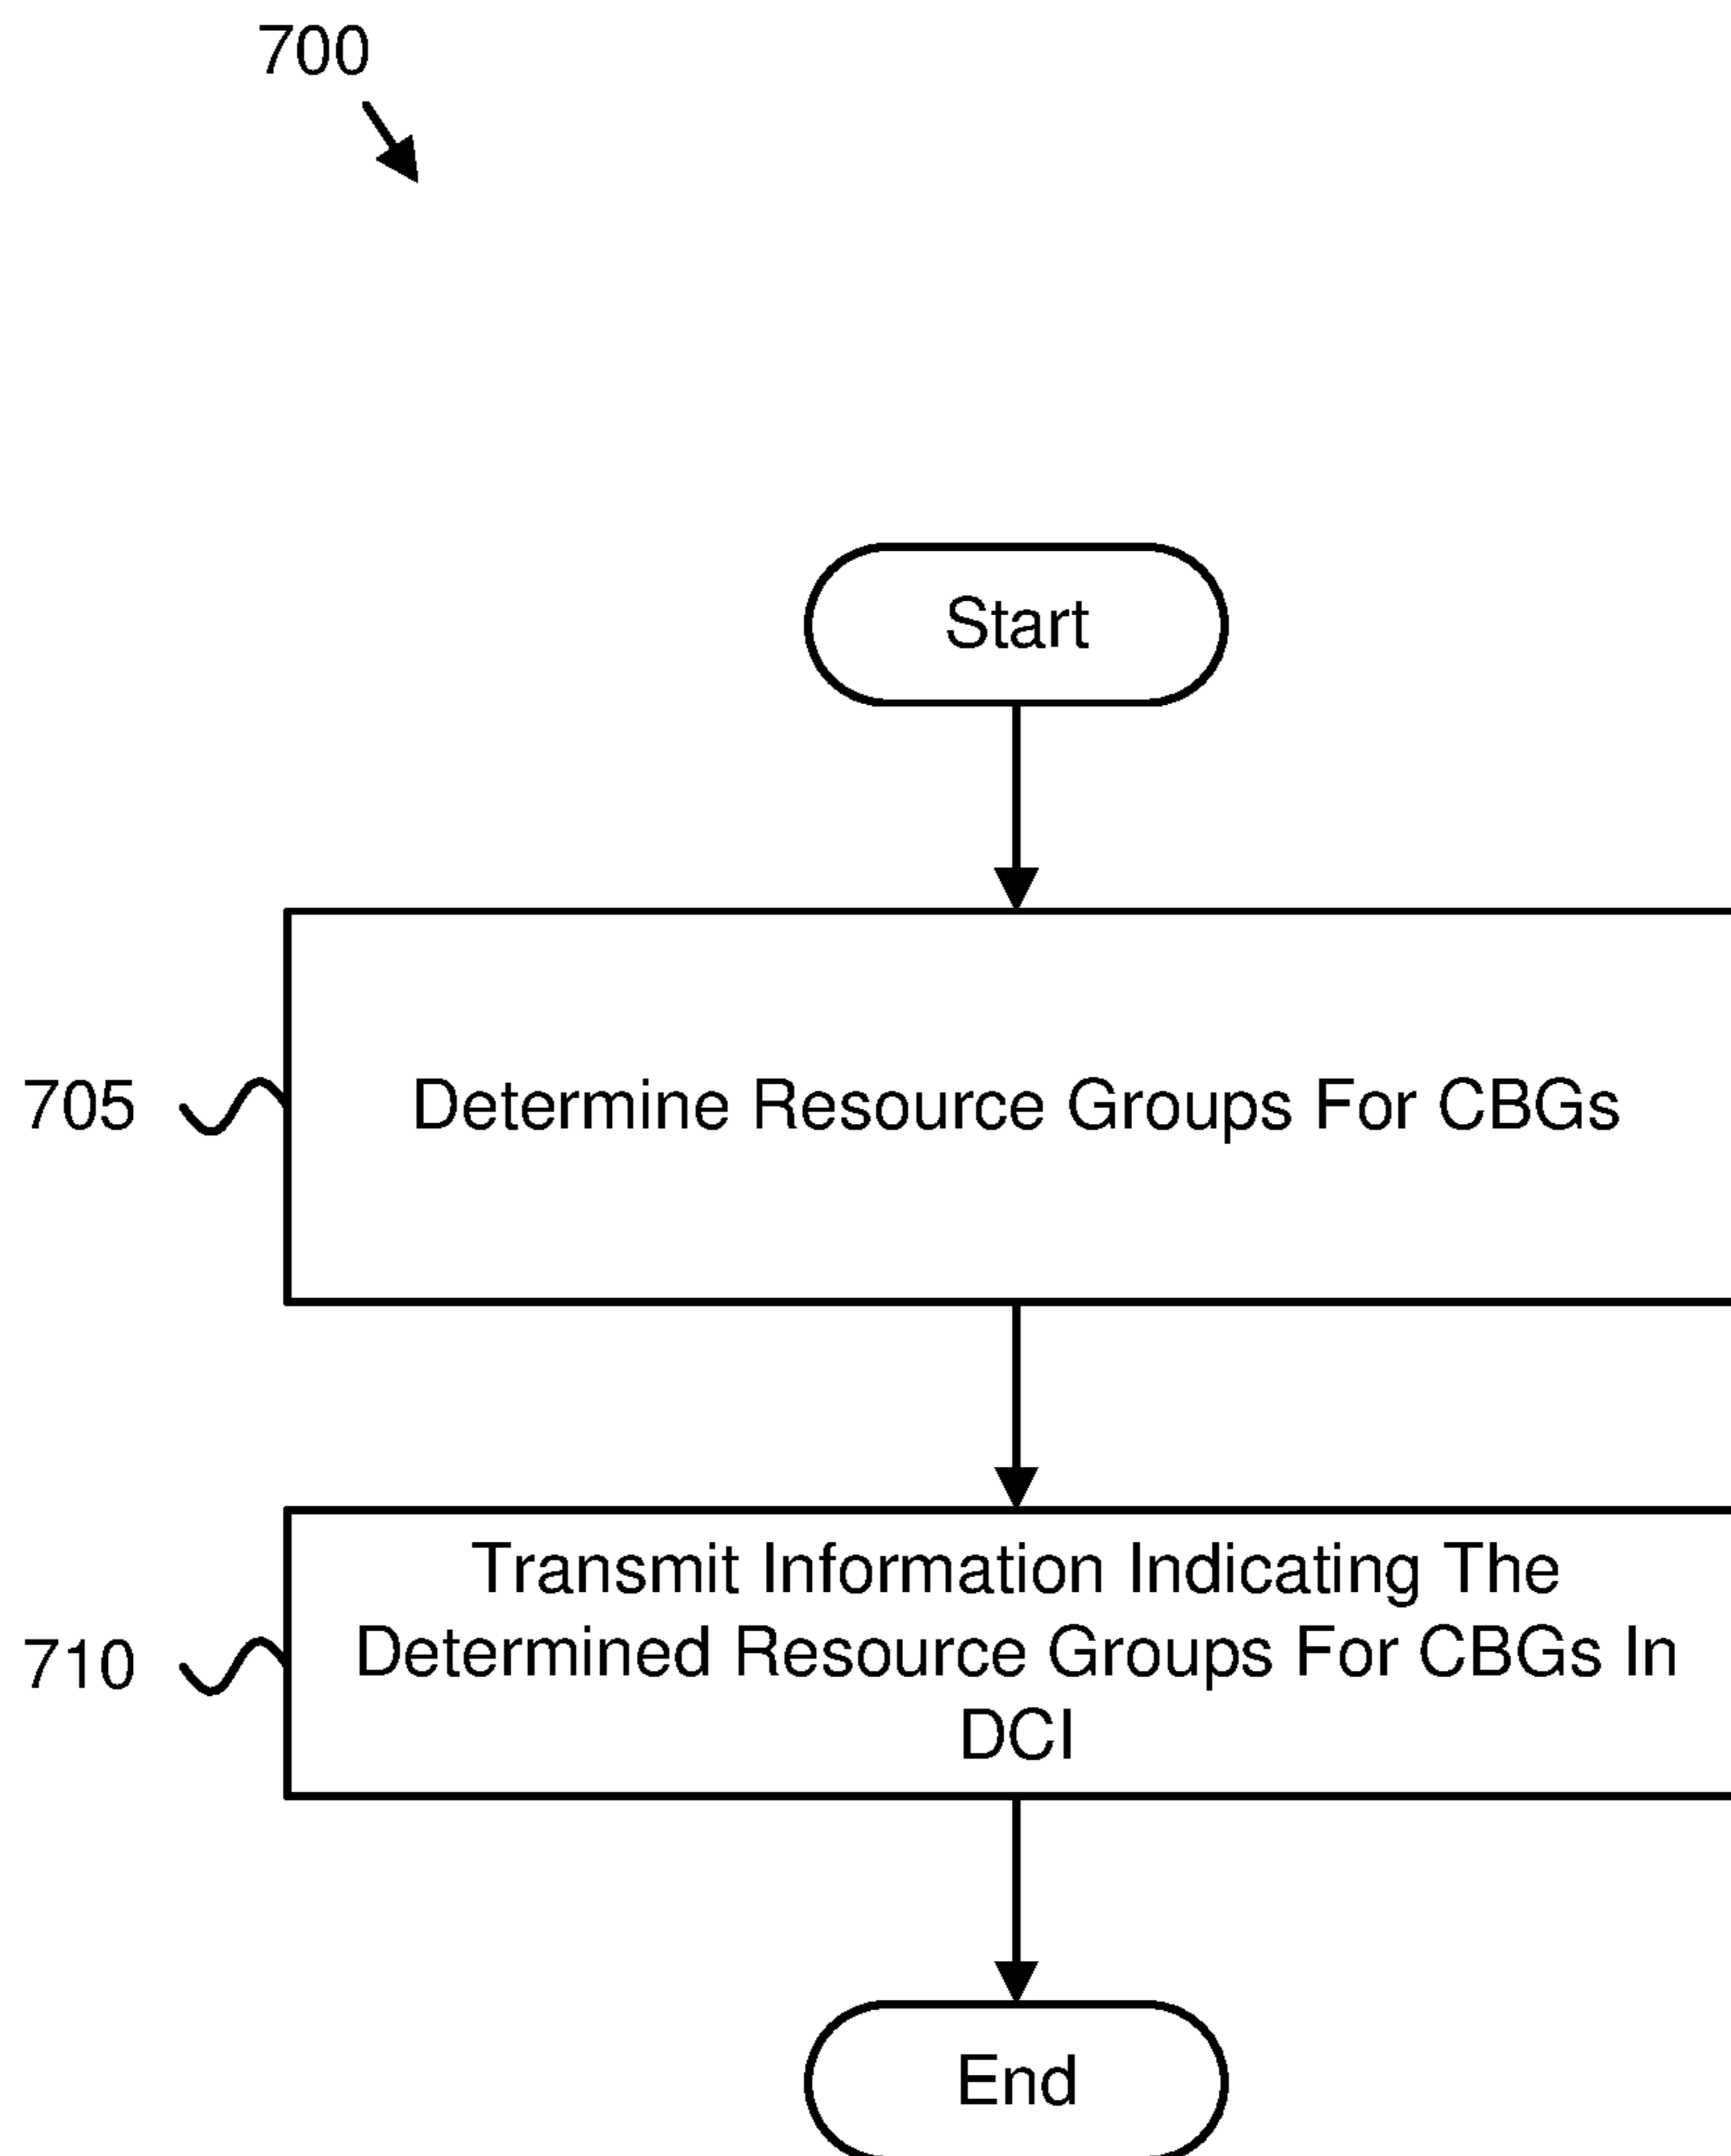 700
Start
705
Determine Resource Groups For CBGs
Transmit Information Indicating The
710
Determined Resource Groups For CBGs In
DCI
End